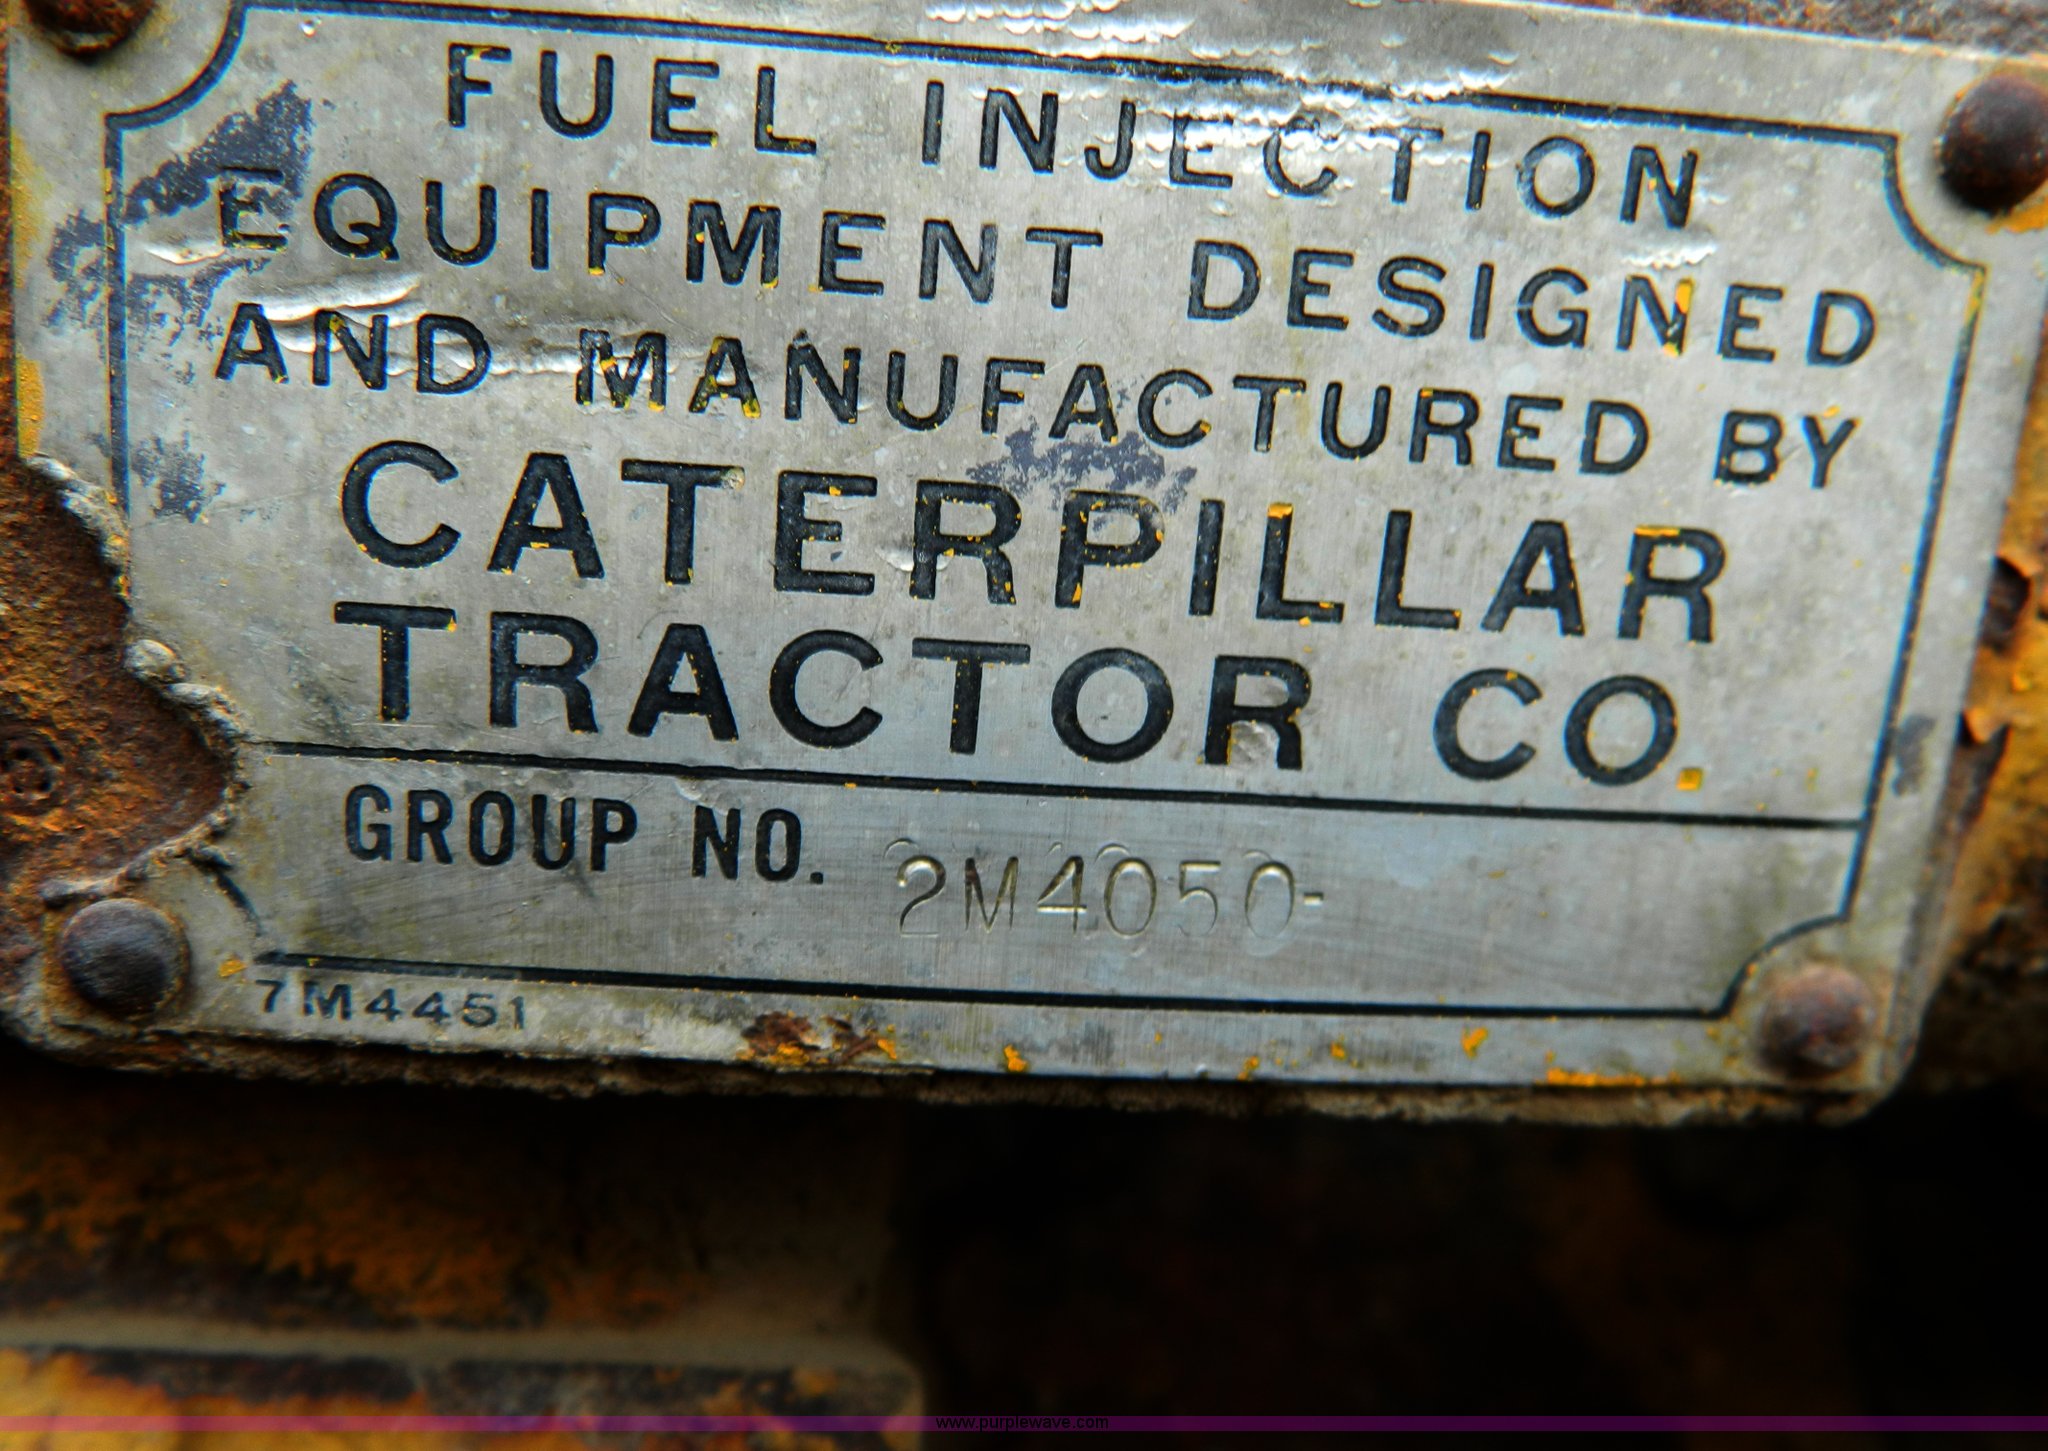 FUEL INJECTION
EQUIPMENT DESIGNED
AND MANUFACTURED BY
CATERPILLAR
TRACTOR CO.
GROUP NO. 2M4050-
7M4451
www.purplewave.com